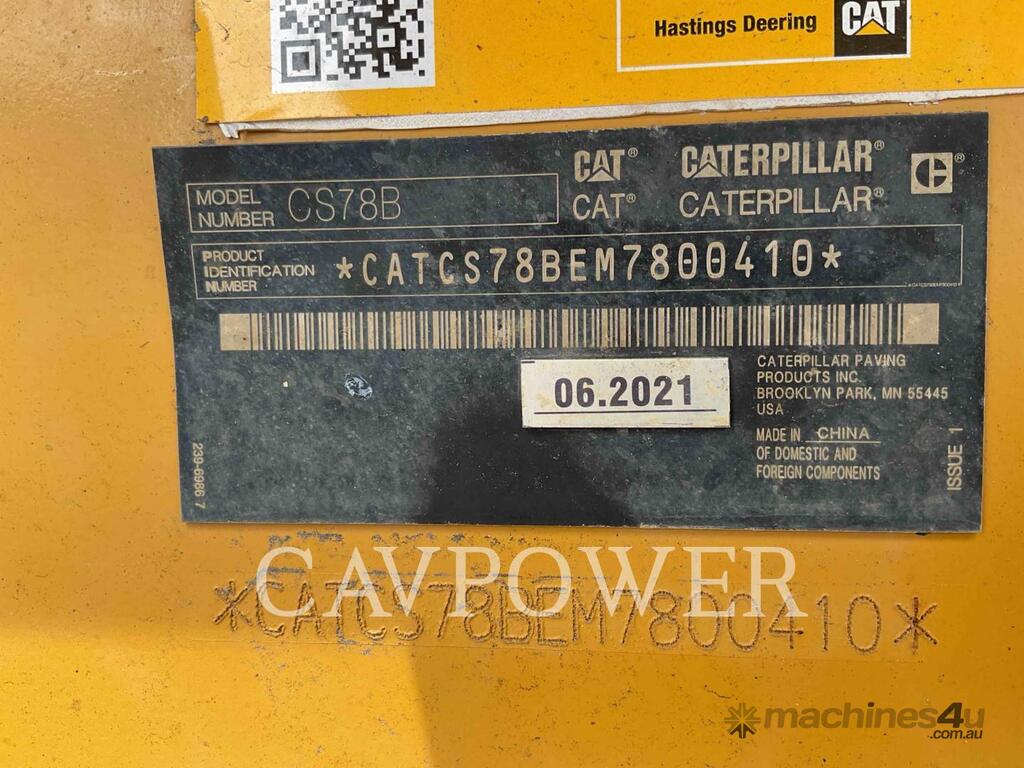 Hastings Deering
CAT
CAT® CATERPILLAR®
CAT® CATERPILLAR®
C®
MODEL NUMBER CS78B
PRODUCT
IDENTIFICATION
NUMBER
*CATCS78BEM7800410*
*CATCS78BEM7800410*
06.2021
CATERPILLAR PAVING
PRODUCTS INC.
BROOKLYN PARK, MN 55445
USA
MADE IN CHINA
OF DOMESTIC AND
FOREIGN COMPONENTS
239-6986 7
ISSUE 1
CAVPOWER
*CATCS78BEM7800410*
machines4u
.com.au